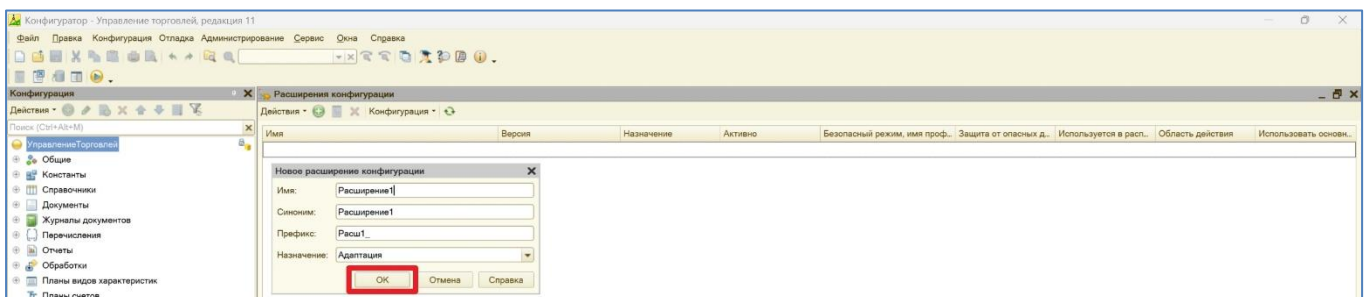 Конфигуратор - Управление торговлей, редакция 11
Файл Правка Конфигурация Отладка Администрирование Сервис Окна Справка
Конфигурация
Расширения конфигурации
Действия
Действия Конфигурация
Поиск (Ctrl+Alt+M)
Имя Версия Назначение Активно Безопасный режим, имя проф... Защита от опасных д... Используется в расп... Область действия Использовать основн...
УправлениеТорговлей
Общие
Константы
Справочники
Документы
Журналы документов
Перечисления
Отчеты
Обработки
Планы видов характеристик
Планы счетов
Новое расширение конфигурации
Имя: Расширение1
Синоним: Расширение1
Префикс: Расш1_
Назначение: Адаптация
OK Отмена Справка